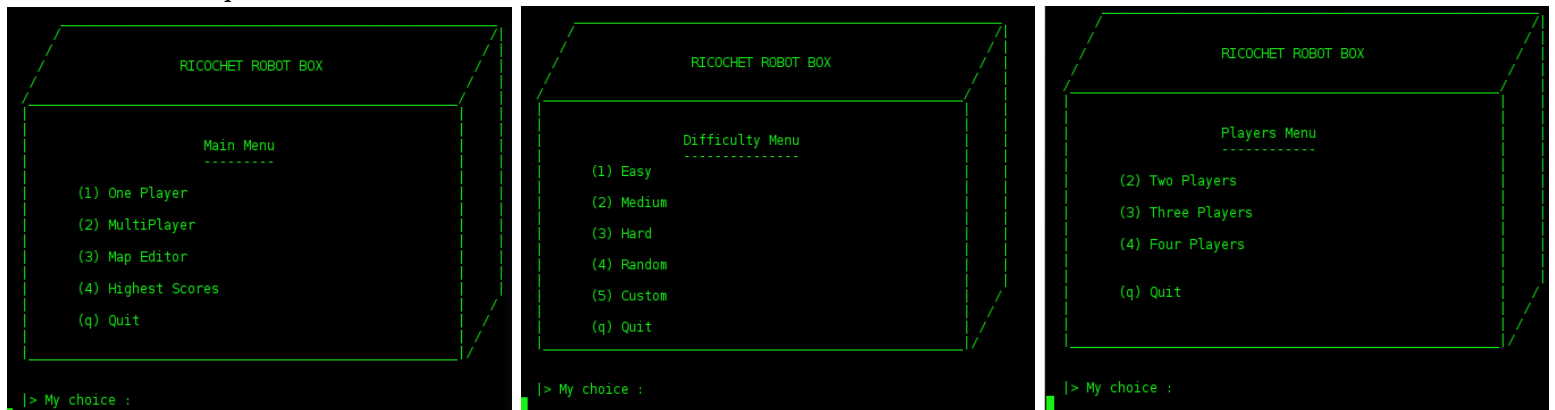 RICOCHET ROBOT BOX
Main Menu
---------
(1) One Player
(2) MultiPlayer
(3) Map Editor
(4) Highest Scores
(q) Quit
|> My choice :
RICOCHET ROBOT BOX
Difficulty Menu
---------------
(1) Easy
(2) Medium
(3) Hard
(4) Random
(5) Custom
(q) Quit
|> My choice :
RICOCHET ROBOT BOX
Players Menu
------------
(2) Two Players
(3) Three Players
(4) Four Players
(q) Quit
|> My choice :